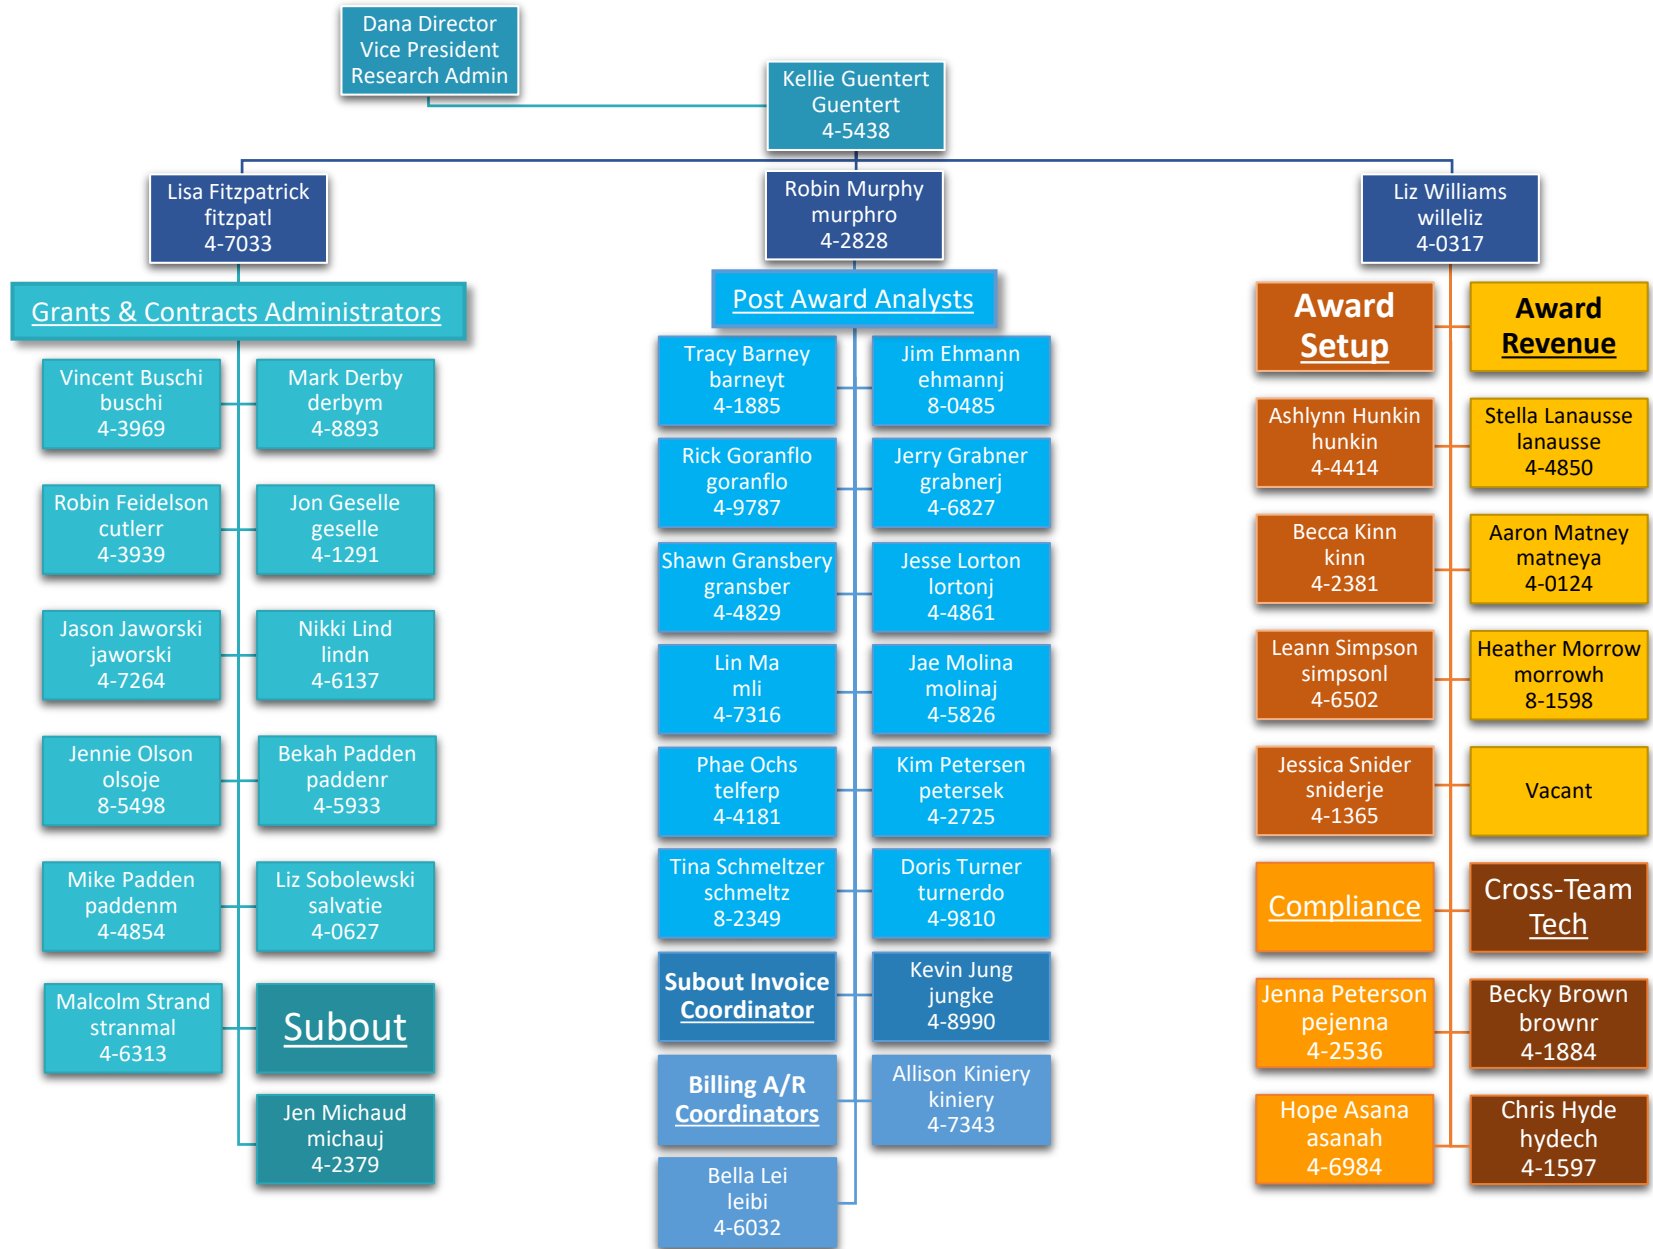 Dana Director
Vice President
Research Admin
Kellie Guentert
Guentert
4-5438
Lisa Fitzpatrick
fitzpatl
4-7033
Robin Murphy
murphro
4-2828
Liz Williams
willeliz
4-0317
Grants & Contracts Administrators
Vincent Buschi
buschi
4-3969
Mark Derby
derbym
4-8893
Robin Feidelson
cutlerr
4-3939
Jon Geselle
geselle
4-1291
Jason Jaworski
jaworski
4-7264
Nikki Lind
lindn
4-6137
Jennie Olson
olsoje
8-5498
Bekah Padden
paddenr
4-5933
Mike Padden
paddenm
4-4854
Liz Sobolewski
salvatie
4-0627
Malcolm Strand
stranmal
4-6313
Subout
Jen Michaud
michauj
4-2379
Post Award Analysts
Tracy Barney
barneyt
4-1885
Jim Ehmann
ehmannj
8-0485
Rick Goranflo
goranflo
4-9787
Jerry Grabner
grabnerj
4-6827
Shawn Gransbery
gransber
4-4829
Jesse Lorton
lortonj
4-4861
Lin Ma
mli
4-7316
Jae Molina
molinaj
4-5826
Phae Ochs
telferp
4-4181
Kim Petersen
petersek
4-2725
Tina Schmeltzer
schmeltz
8-2349
Doris Turner
turnerdo
4-9810
Subout Invoice
Coordinator
Kevin Jung
jungke
4-8990
Billing A/R
Coordinators
Allison Kiniery
kiniery
4-7343
Bella Lei
leibi
4-6032
Award
Setup
Award
Revenue
Ashlynn Hunkin
hunkin
4-4414
Stella Lanausse
lanausse
4-4850
Becca Kinn
kinn
4-2381
Aaron Matney
matneya
4-0124
Leann Simpson
simpsonl
4-6502
Heather Morrow
morrowh
8-1598
Jessica Snider
sniderje
4-1365
Vacant
Compliance
Cross-Team
Tech
Jenna Peterson
pejenna
4-2536
Becky Brown
brownr
4-1884
Hope Asana
asanah
4-6984
Chris Hyde
hydech
4-1597